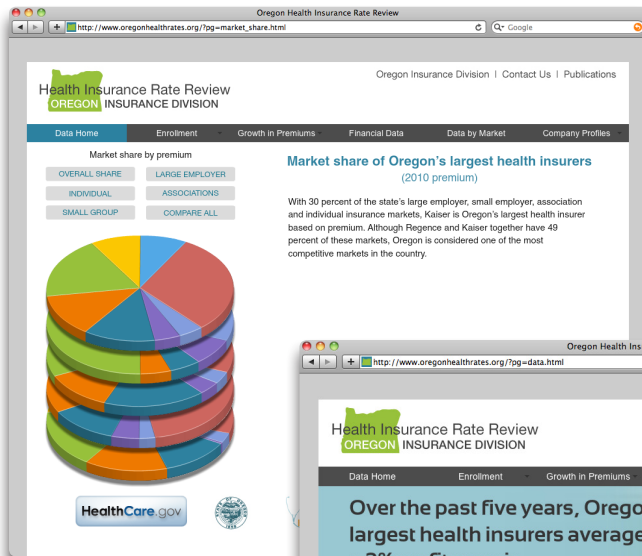 Oregon Health Insurance Rate Review
http://www.oregonhealthrates.org/?pg=market_share.html
Google
Oregon Insurance Division | Contact Us | Publications
Health Insurance Rate Review
OREGON INSURANCE DIVISION
Data Home Enrollment Growth in Premiums Financial Data Data by Market Company Profiles
Market share by premium
OVERALL SHARE LARGE EMPLOYER
INDIVIDUAL ASSOCIATIONS
SMALL GROUP COMPARE ALL
Market share of Oregon's largest health insurers
(2010 premium)
With 30 percent of the state's large employer, small employer, association
and individual insurance markets, Kaiser is Oregon's largest health insurer
based on premium. Although Regence and Kaiser together have 49
percent of these markets, Oregon is considered one of the most
competitive markets in the country.
HealthCare.gov
Oregon Health Ins
http://www.oregonhealthrates.org/?pg=data.html
Health Insurance Rate Review
OREGON INSURANCE DIVISION
Data Home Enrollment Growth in Premiums
Over the past five years, Orego
largest health insurers average